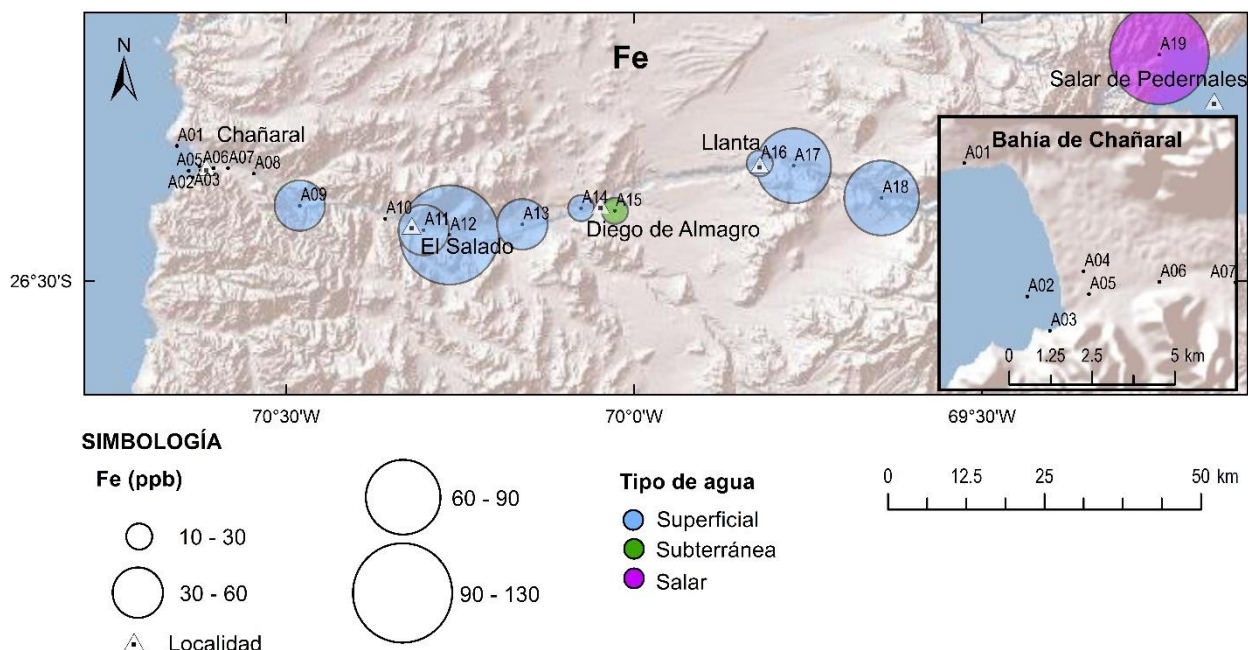 N
Fe
A19
Salar de Pedernales
A01
Chañaral
A05
A06
A07
A08
A02
A03
Llanta
A16
A17
A18
A09
A10
A11
A12
El Salado
A13
A14
A15
Diego de Almagro
26°30'S
70°30'W
70°0'W
69°30'W
Bahía de Chañaral
A01
A04
A02
A05
A06
A07
A03
0 1.25 2.5 5 km
SIMBOLOGÍA
Fe (ppb)
10 - 30
30 - 60
Localidad
60 - 90
90 - 130
Tipo de agua
Superficial
Subterránea
Salar
0 12.5 25 50 km